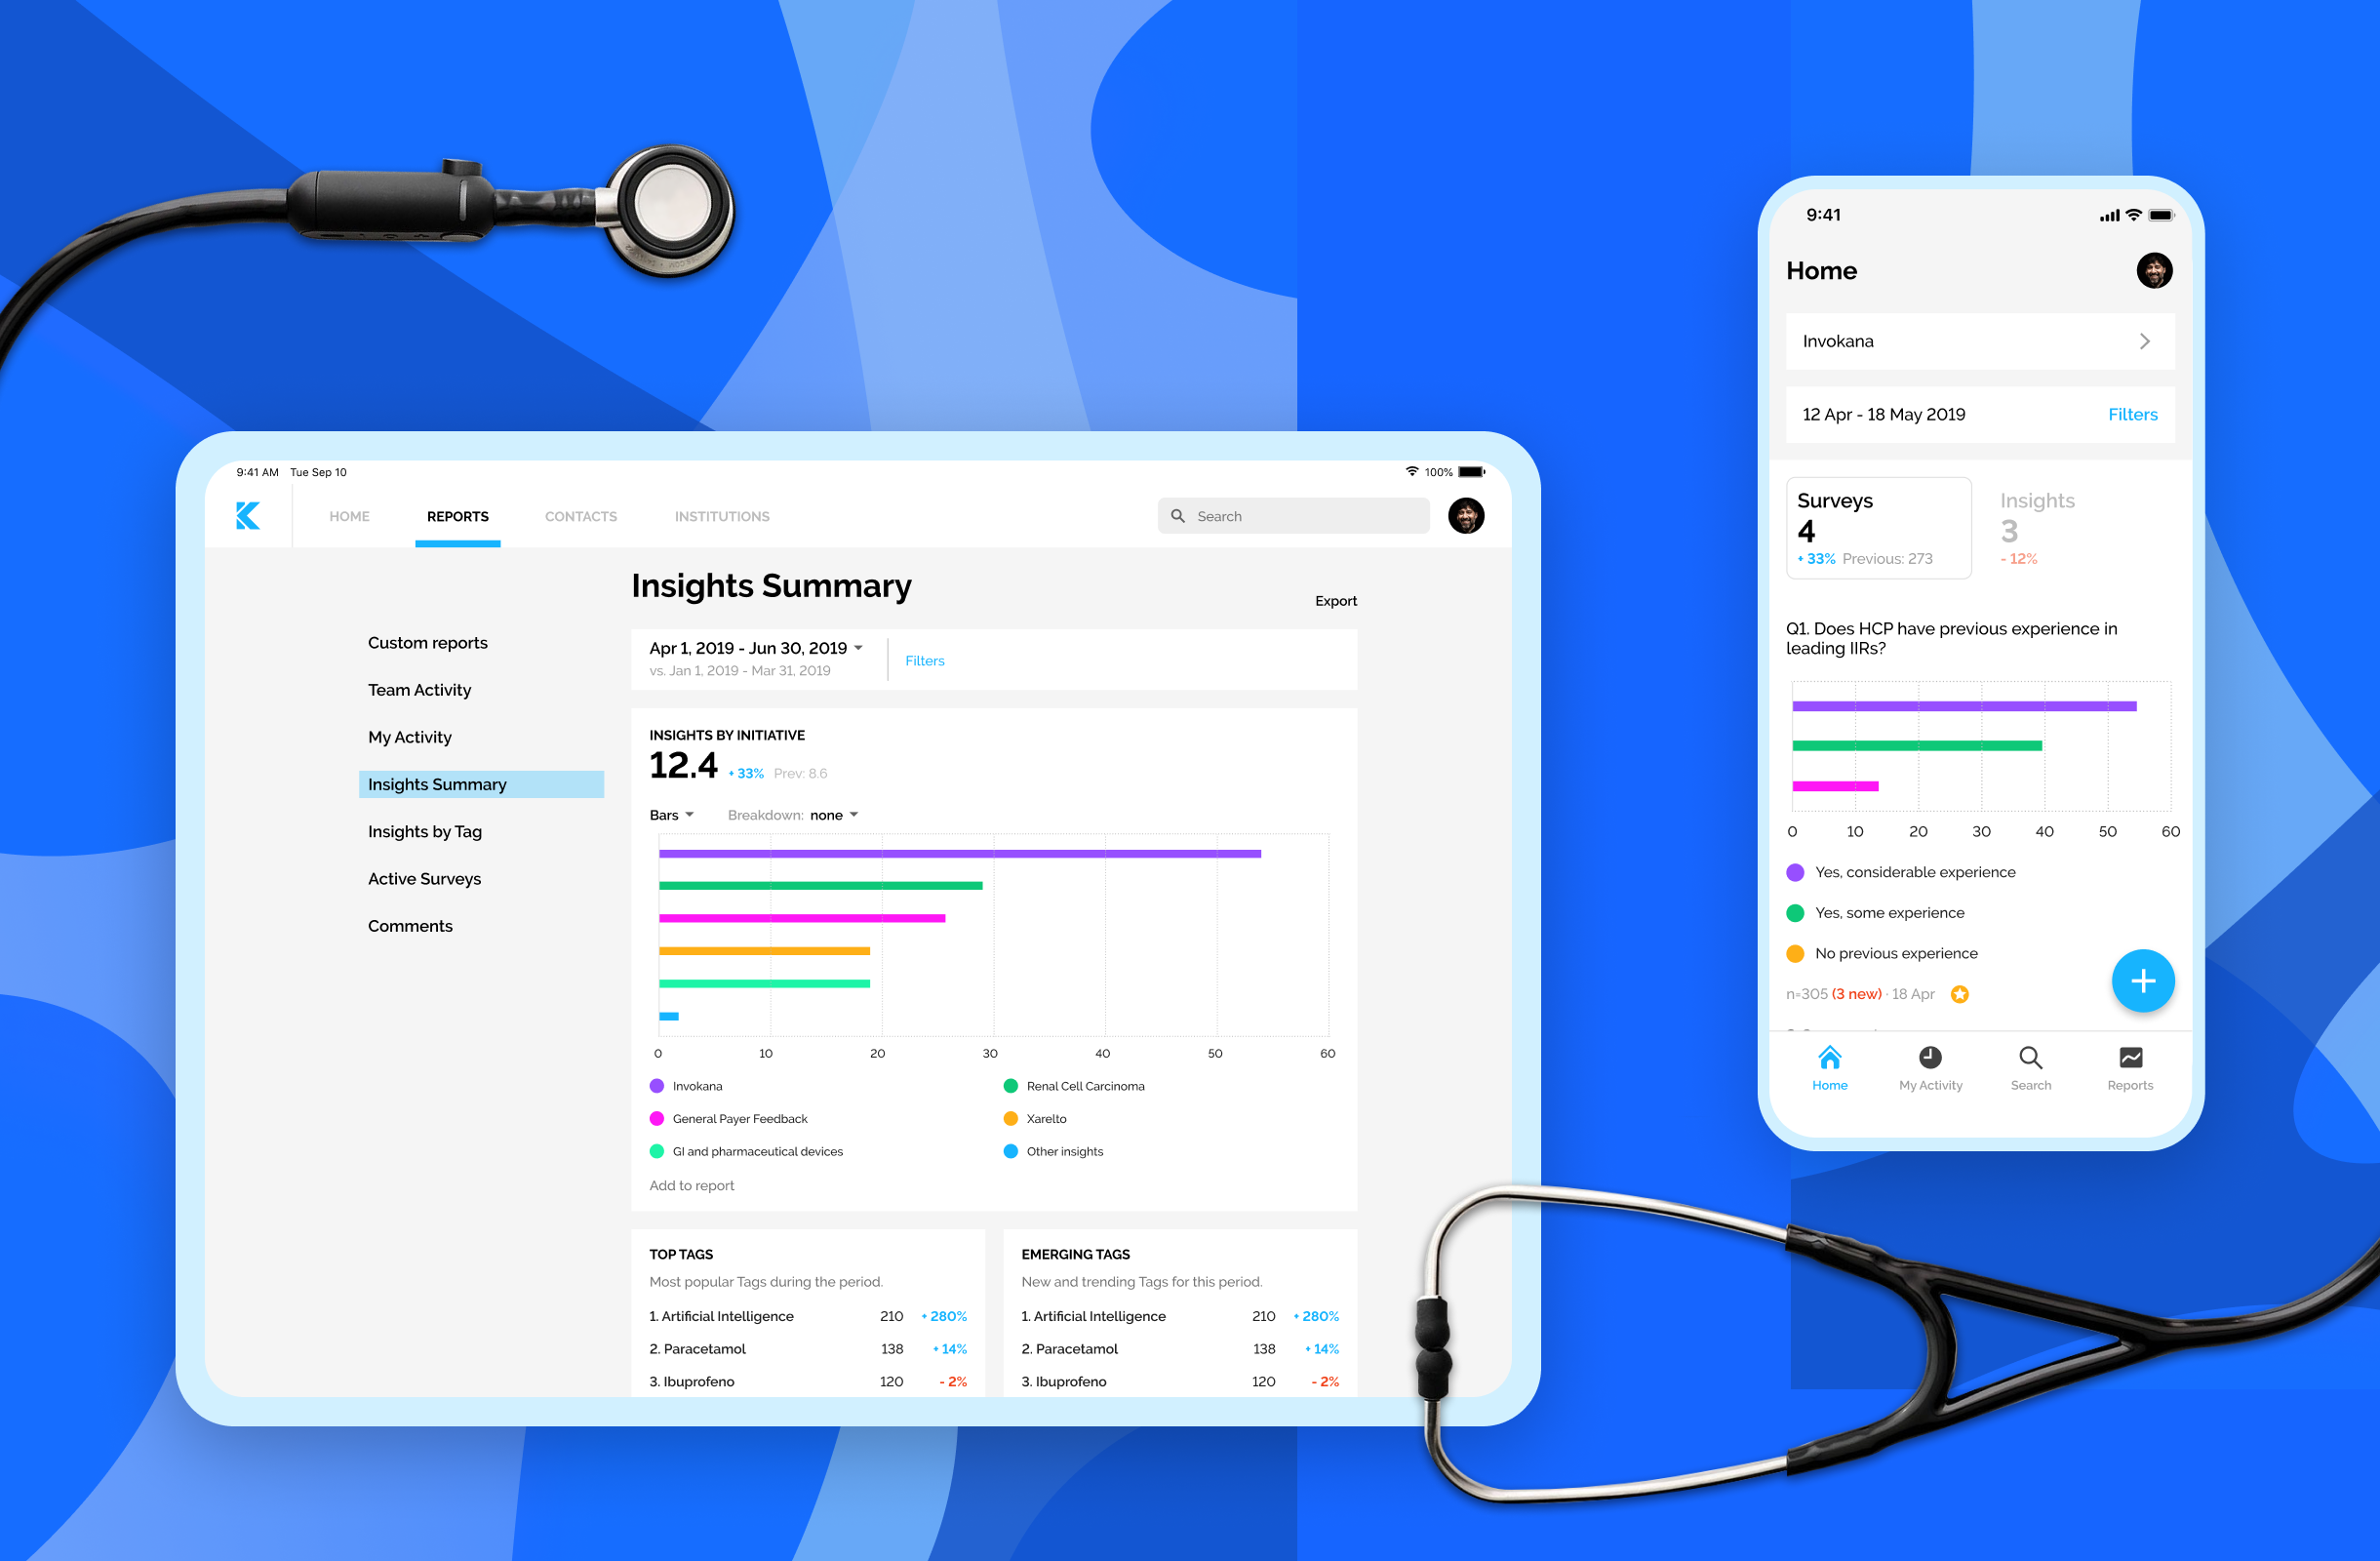 9:41 AM Tue Sep 10
100%
HOME REPORTS CONTACTS INSTITUTIONS
Search
Insights Summary
Export
Custom reports
Team Activity
My Activity
Insights Summary
Insights by Tag
Active Surveys
Comments
Apr 1, 2019 - Jun 30, 2019
vs. Jan 1, 2019 - Mar 31, 2019
Filters
INSIGHTS BY INITIATIVE
12.4 + 33% Prev: 8.6
Bars Breakdown: none
0 10 20 30 40 50 60
Invokana Renal Cell Carcinoma
General Payer Feedback Xarelto
GI and pharmaceutical devices Other insights
Add to report
TOP TAGS
Most popular Tags during the period.
1. Artificial Intelligence 210 + 280%
2. Paracetamol 138 + 14%
3. Ibuprofeno 120 - 2%
EMERGING TAGS
New and trending Tags for this period.
1. Artificial Intelligence 210 + 280%
2. Paracetamol 138 + 14%
3. Ibuprofeno 120 - 2%
9:41
Home
Invokana
12 Apr - 18 May 2019 Filters
Surveys Insights
4 3
+ 33% Previous: 273 - 12%
Q1. Does HCP have previous experience in
leading IIRs?
0 10 20 30 40 50 60
Yes, considerable experience
Yes, some experience
No previous experience
n=305 (3 new) · 18 Apr
Home My Activity Search Reports